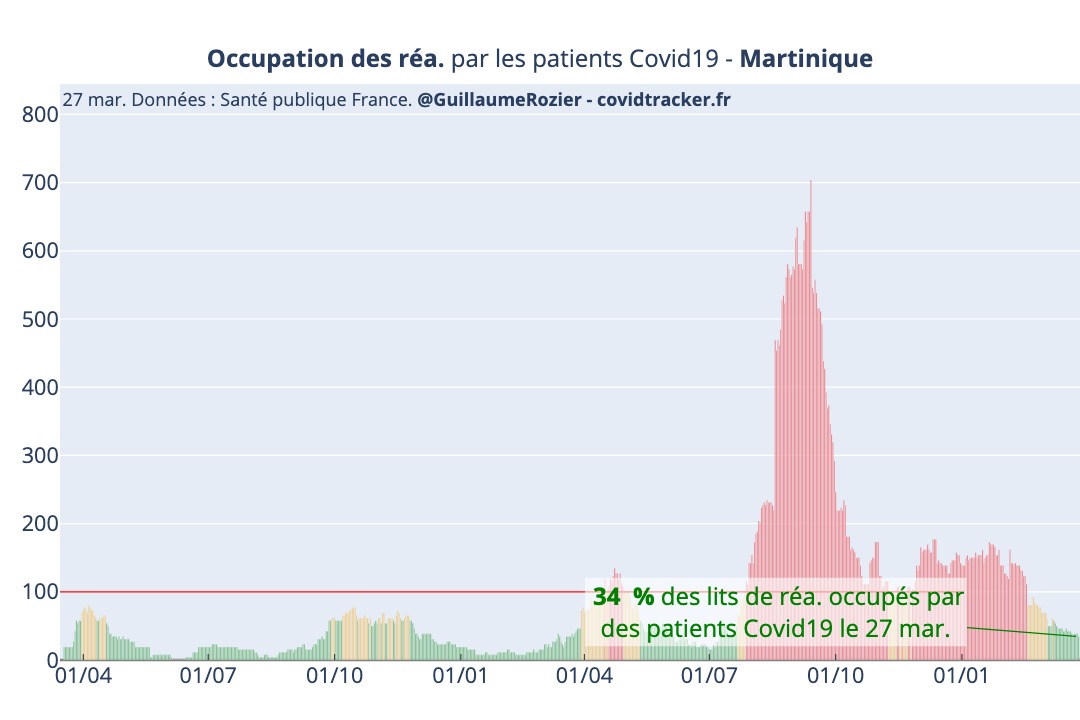 Occupation des réa. par les patients Covid19 - Martinique
27 mar. Données : Santé publique France. @GuillaumeRozier - covidtracker.fr
800
700
600
500
400
300
200
100
0
34 % des lits de réa. occupés par
des patients Covid19 le 27 mar.
01/04 01/07 01/10 01/01 01/04 01/07 01/10 01/01